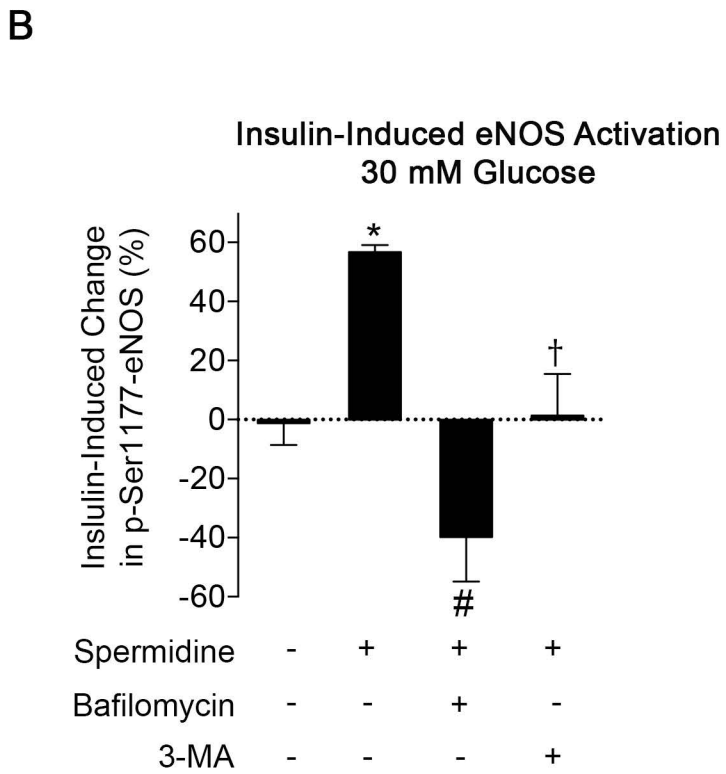 B
Insulin-Induced eNOS Activation
30 mM Glucose
Inslulin-Induced Change
in p-Ser1177-eNOS (%)
60
40
20
0
-20
-40
-60
*
#
†
Spermidine - + + +
Bafilomycin - - + -
3-MA - - - +